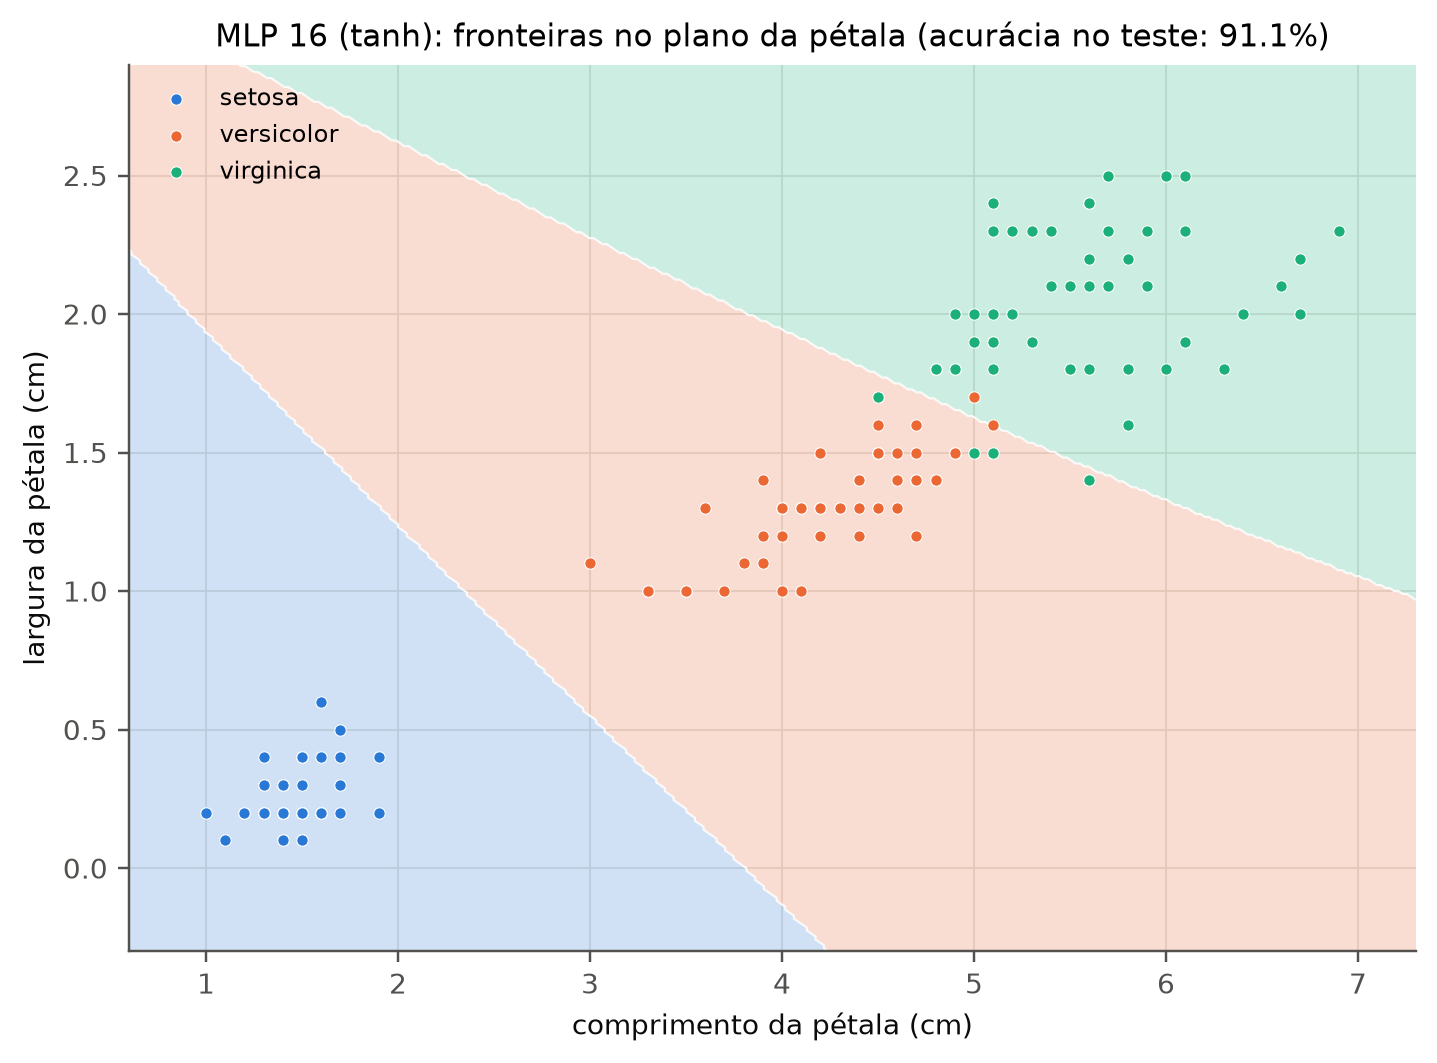 MLP 16 (tanh): fronteiras no plano da pétala (acurácia no teste: 91.1%)
setosa
versicolor
virginica
largura da pétala (cm)
2.5
2.0
1.5
1.0
0.5
0.0
1 2 3 4 5 6 7
comprimento da pétala (cm)